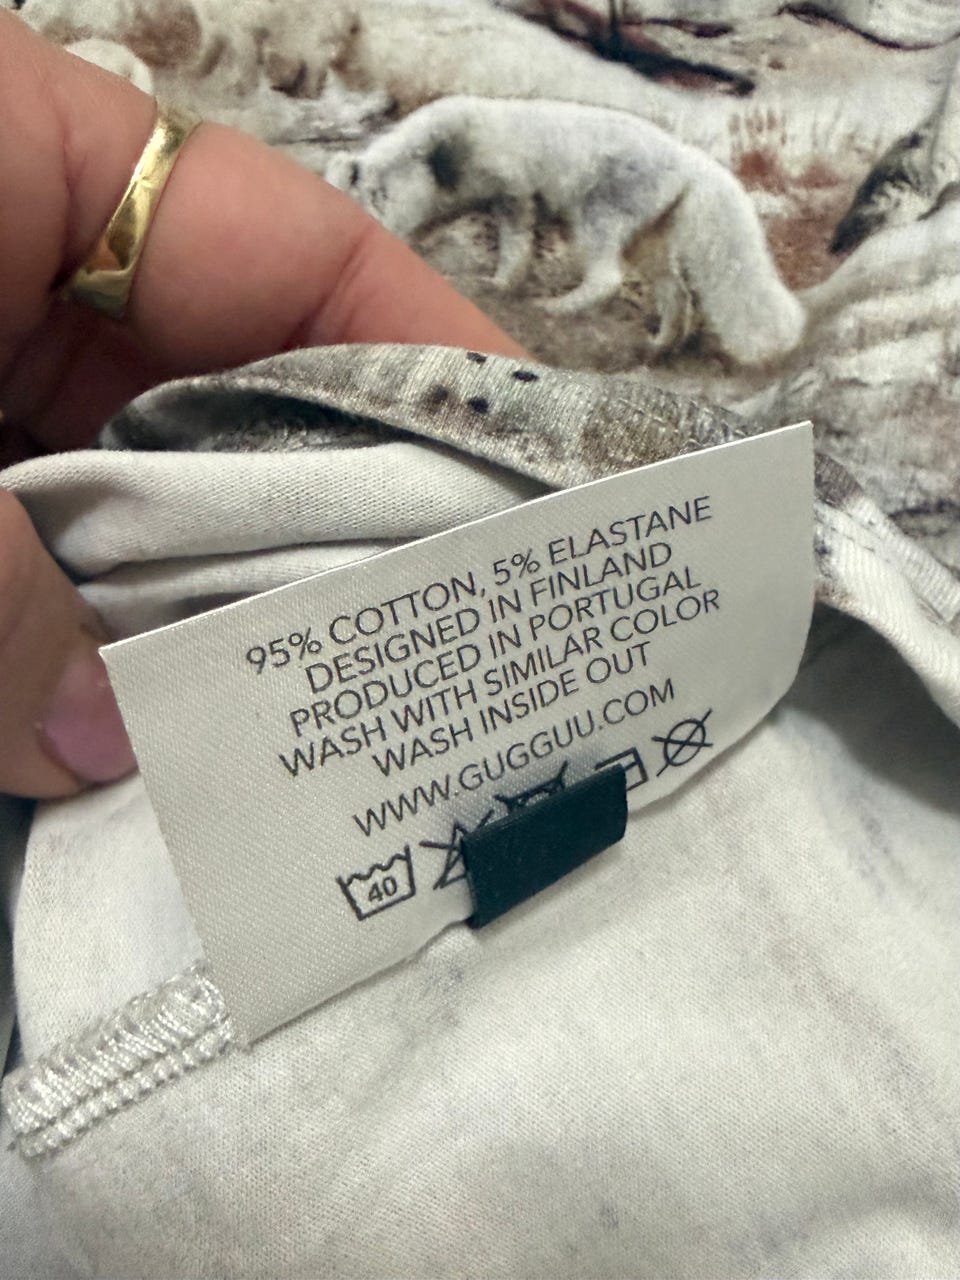 95% COTTON, 5% ELASTANE
DESIGNED IN FINLAND
PRODUCED IN PORTUGAL
WASH WITH SIMILAR COLOR
WASH INSIDE OUT
WWW.GUGGUU.COM
40